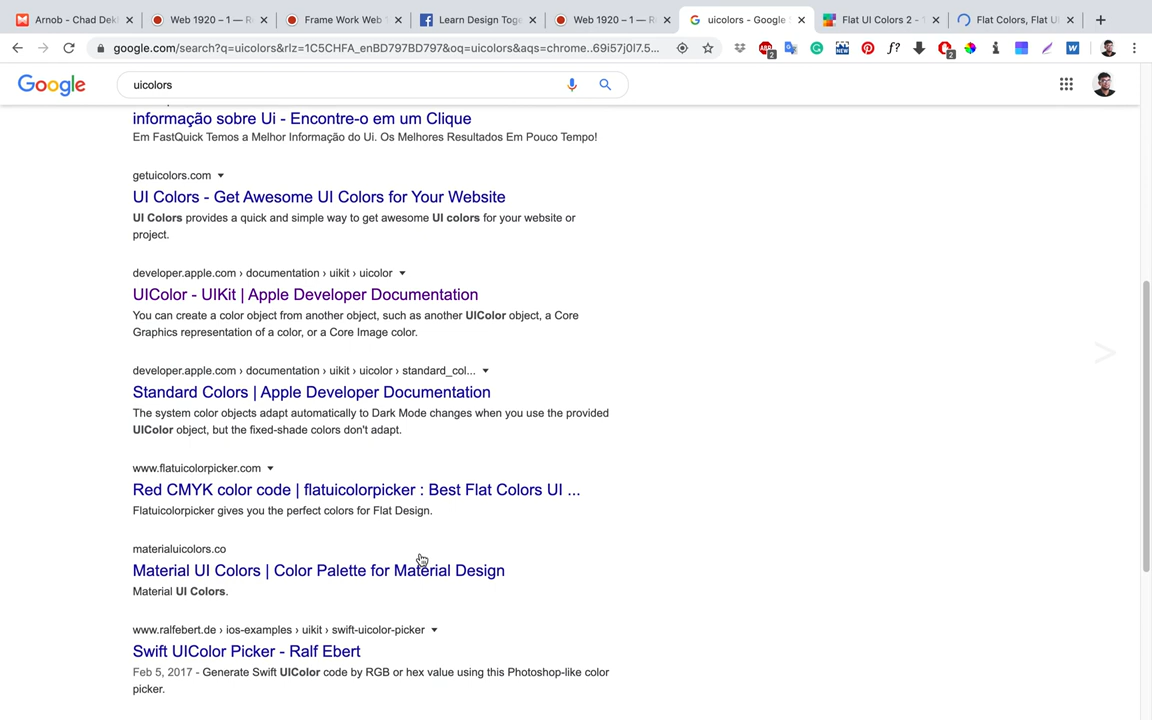 Arnob - Chad Dekl
Web 1920 – 1 — Re
Frame Work Web
Learn Design Toge
Web 1920 – 1 — Re
uicolors - Google S
Flat UI Colors 2 - 1
Flat Colors, Flat UI
google.com/search?q=uicolors&rlz=1C5CHFA_enBD797BD797&oq=uicolors&aqs=chrome..69i57j0l7.5...
Google
uicolors
informação sobre Ui - Encontre-o em um Clique
Em FastQuick Temos a Melhor Informação do Ui. Os Melhores Resultados Em Pouco Tempo!
getuicolors.com
UI Colors - Get Awesome UI Colors for Your Website
UI Colors provides a quick and simple way to get awesome UI colors for your website or
project.
developer.apple.com › documentation › uikit › uicolor
UIColor - UIKit | Apple Developer Documentation
You can create a color object from another object, such as another UIColor object, a Core
Graphics representation of a color, or a Core Image color.
developer.apple.com › documentation › uikit › uicolor › standard_col...
Standard Colors | Apple Developer Documentation
The system color objects adapt automatically to Dark Mode changes when you use the provided
UIColor object, but the fixed-shade colors don't adapt.
www.flatuicolorpicker.com
Red CMYK color code | flatuicolorpicker : Best Flat Colors UI ...
Flatuicolorpicker gives you the perfect colors for Flat Design.
materialuicolors.co
Material UI Colors | Color Palette for Material Design
Material UI Colors.
www.ralfebert.de › ios-examples › uikit › swift-uicolor-picker
Swift UIColor Picker - Ralf Ebert
Feb 5, 2017 - Generate Swift UIColor code by RGB or hex value using this Photoshop-like color
picker.